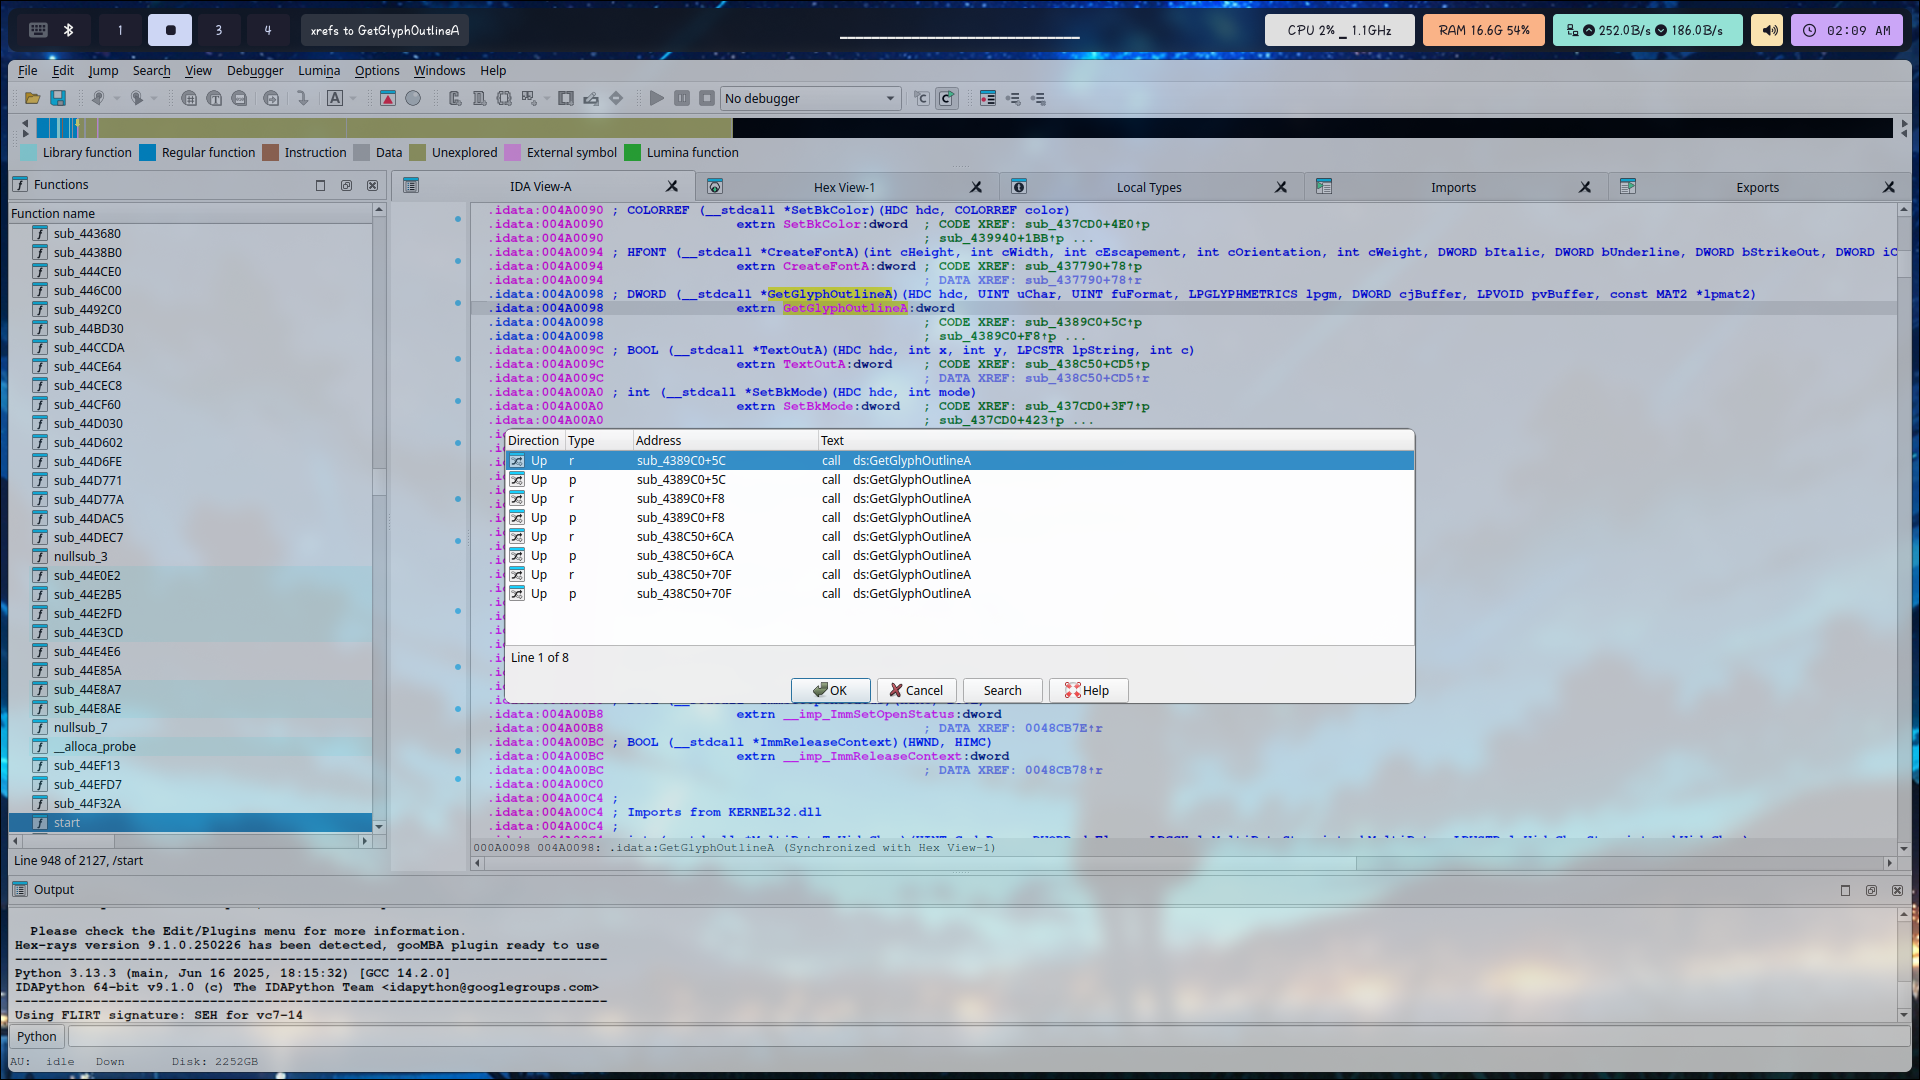 1
3
4
xrefs to GetGlyphOutlineA
CPU 2% _ 1.1GHz
RAM 16.6G 54%
252.0B/s 186.0B/s
02:09 AM
File Edit Jump Search View Debugger Lumina Options Windows Help
No debugger
Library function Regular function Instruction Data Unexplored External symbol Lumina function
Functions
IDA View-A
Hex View-1
Local Types
Imports
Exports
Function name
sub_443680
sub_4438B0
sub_444CE0
sub_446C00
sub_4492C0
sub_44BD30
sub_44CCDA
sub_44CE64
sub_44CEC8
sub_44CF60
sub_44D030
sub_44D602
sub_44D6FE
sub_44D771
sub_44D77A
sub_44DAC5
sub_44DEC7
nullsub_3
sub_44E0E2
sub_44E2B5
sub_44E2FD
sub_44E3CD
sub_44E4E6
sub_44E85A
sub_44E8A7
sub_44E8AE
nullsub_7
__alloca_probe
sub_44EF13
sub_44EFD7
sub_44F32A
start
Line 948 of 2127, /start
.idata:004A0090 ; COLORREF (__stdcall *SetBkColor)(HDC hdc, COLORREF color)
.idata:004A0090 extrn SetBkColor:dword ; CODE XREF: sub_437CD0+4E0↑p
.idata:004A0090 ; sub_439940+1BB↑p ...
.idata:004A0094 ; HFONT (__stdcall *CreateFontA)(int cHeight, int cWidth, int cEscapement, int cOrientation, int cWeight, DWORD bItalic, DWORD bUnderline, DWORD bStrikeOut, DWORD iC
.idata:004A0094 extrn CreateFontA:dword ; CODE XREF: sub_437790+78↑p
.idata:004A0094 ; DATA XREF: sub_437790+78↑r
.idata:004A0098 ; DWORD (__stdcall *GetGlyphOutlineA)(HDC hdc, UINT uChar, UINT fuFormat, LPGLYPHMETRICS lpgm, DWORD cjBuffer, LPVOID pvBuffer, const MAT2 *lpmat2)
.idata:004A0098 extrn GetGlyphOutlineA:dword
.idata:004A0098 ; CODE XREF: sub_4389C0+5C↑p
.idata:004A0098 ; sub_4389C0+F8↑p ...
.idata:004A009C ; BOOL (__stdcall *TextOutA)(HDC hdc, int x, int y, LPCSTR lpString, int c)
.idata:004A009C extrn TextOutA:dword ; CODE XREF: sub_438C50+CD5↑p
.idata:004A009C ; DATA XREF: sub_438C50+CD5↑r
.idata:004A00A0 ; int (__stdcall *SetBkMode)(HDC hdc, int mode)
.idata:004A00A0 extrn SetBkMode:dword ; CODE XREF: sub_437CD0+3F7↑p
.idata:004A00A0 ; sub_437CD0+423↑p ...
Direction Type Address Text
Up r sub_4389C0+5C call ds:GetGlyphOutlineA
Up p sub_4389C0+5C call ds:GetGlyphOutlineA
Up r sub_4389C0+F8 call ds:GetGlyphOutlineA
Up p sub_4389C0+F8 call ds:GetGlyphOutlineA
Up r sub_438C50+6CA call ds:GetGlyphOutlineA
Up p sub_438C50+6CA call ds:GetGlyphOutlineA
Up r sub_438C50+70F call ds:GetGlyphOutlineA
Up p sub_438C50+70F call ds:GetGlyphOutlineA
Line 1 of 8
OK Cancel Search Help
.idata:004A00B8 extrn __imp_ImmSetOpenStatus:dword
.idata:004A00B8 ; DATA XREF: 0048CB7E↑r
.idata:004A00BC ; BOOL (__stdcall *ImmReleaseContext)(HWND, HIMC)
.idata:004A00BC extrn __imp_ImmReleaseContext:dword
.idata:004A00BC ; DATA XREF: 0048CB78↑r
.idata:004A00C0
.idata:004A00C4 ;
.idata:004A00C4 ; Imports from KERNEL32.dll
.idata:004A00C4 ;
000A0098 004A0098: .idata:GetGlyphOutlineA (Synchronized with Hex View-1)
Output
Please check the Edit/Plugins menu for more information.
Hex-rays version 9.1.0.250226 has been detected, gooMBA plugin ready to use
Python 3.13.3 (main, Jun 16 2025, 18:15:32) [GCC 14.2.0]
IDAPython 64-bit v9.1.0 (c) The IDAPython Team <idapython@googlegroups.com>
Using FLIRT signature: SEH for vc7-14
Python
AU: idle Down Disk: 2252GB